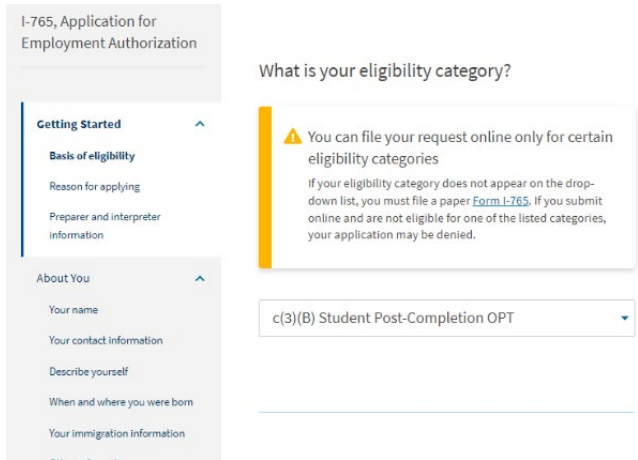 I-765, Application for
Employment Authorization
Getting Started
Basis of eligibility
Reason for applying
Preparer and interpreter
information
About You
Your name
Your contact information
Describe yourself
When and where you were born
Your immigration information
What is your eligibility category?
You can file your request online only for certain
eligibility categories
If your eligibility category does not appear on the drop-
down list, you must file a paper Form I-765. If you submit
online and are not eligible for one of the listed categories,
your application may be denied.
c(3)(B) Student Post-Completion OPT